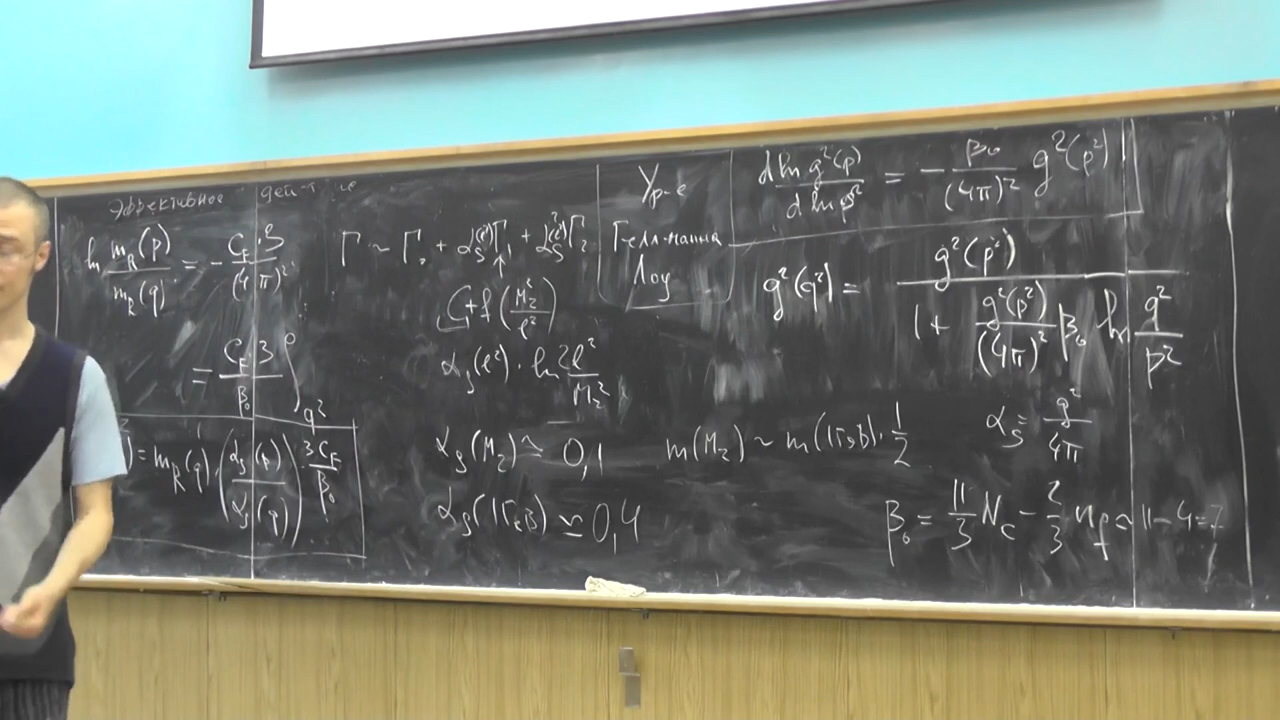 Эффективное
ln m_R(p) / m_R(q) = - C_F 3 / (4π)²
= C_F 3 / β₀ ∫
q²
) = m_R(q) · (α_S(p) / α_S(q)) 3C_F / β₀
Γ ~ Γ₀ + α_S Γ₁ + α_S² Γ₂
C + f (M_Z² / ℓ²)
α_S(ℓ²) · ln ℓ² / M_Z²
α_S(M_Z) ≃ 0,1
α_S(1ГэВ) ≃ 0,4
m(M_Z) ~ m(1ГэВ) · 1/2
Ур-е
Гелл-манна
Лоу
d ln g²(p) / d ln p² = - β₀ / (4π)² g²(p²)
g²(q²) = g²(p²) / (1 + g²(p²) / (4π)² β₀ ln q² / p²)
α_S = g² / 4π
β₀ = 11/3 N_c - 2/3 n_f ≃ 11 - 4 = 7